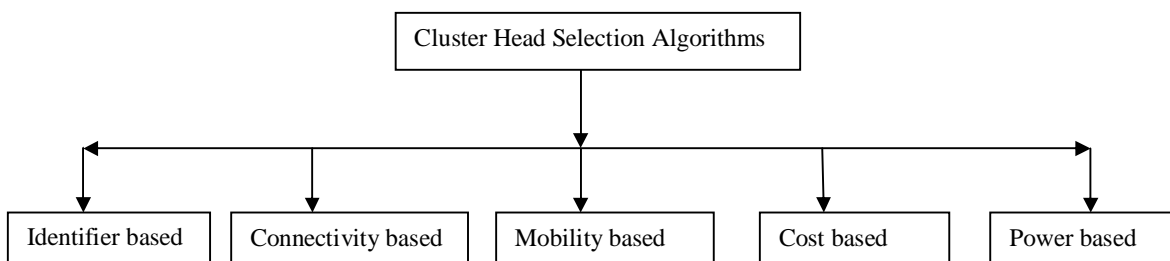 Cluster Head Selection Algorithms
Identifier based
Connectivity based
Mobility based
Cost based
Power based